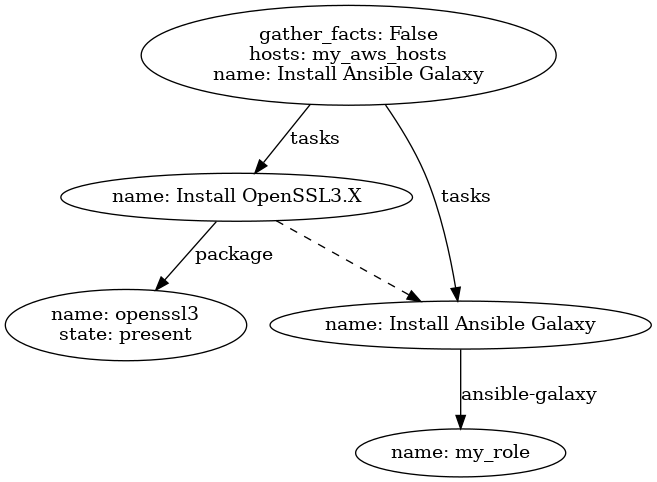 gather_facts: False
hosts: my_aws_hosts
name: Install Ansible Galaxy
tasks
tasks
name: Install OpenSSL3.X
package
name: openssl3
state: present
name: Install Ansible Galaxy
ansible-galaxy
name: my_role